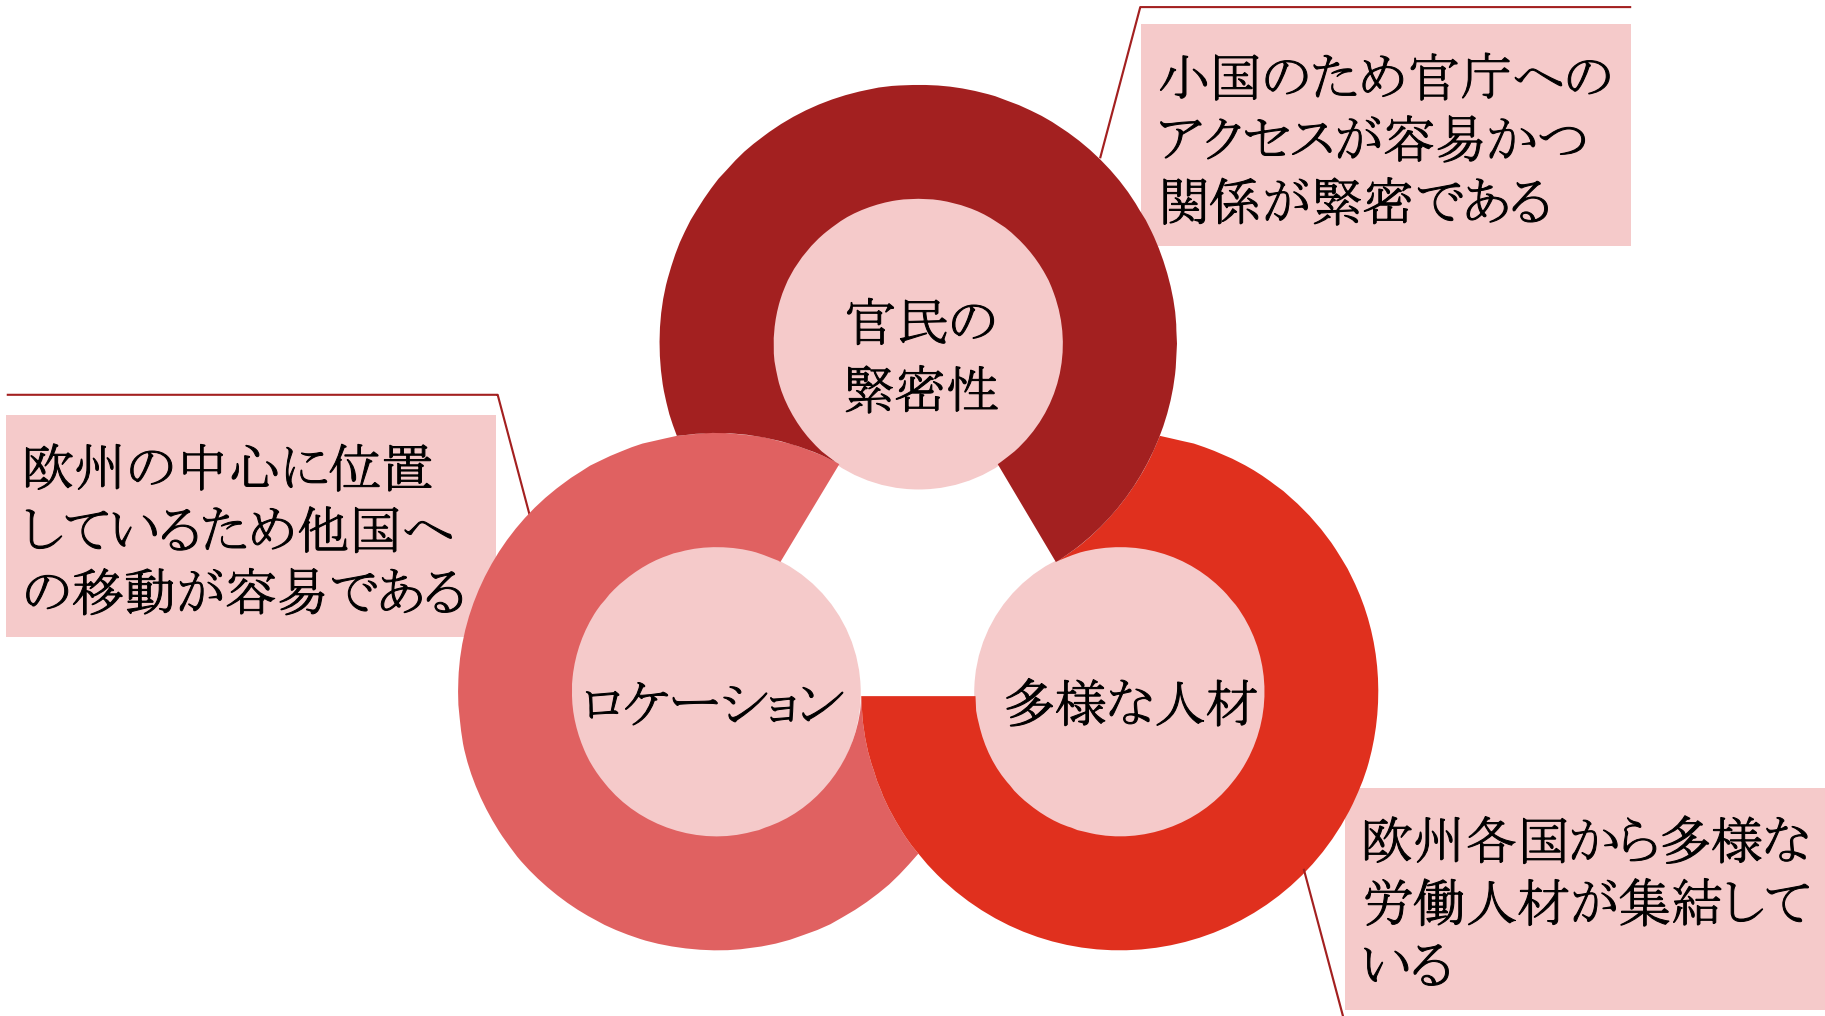 小国のため官庁への
アクセスが容易かつ
関係が緊密である
官民の
緊密性
欧州の中心に位置
しているため他国へ
の移動が容易である
ロケーション
多様な人材
欧州各国から多様な
労働人材が集結して
いる